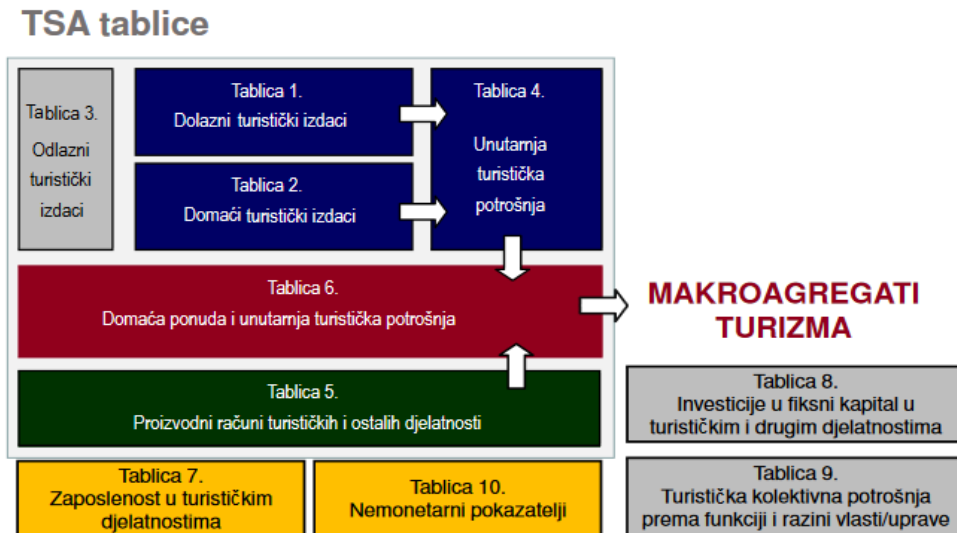 TSA tablice
Tablica 3.
Odlazni
turistički
izdaci
Tablica 1.
Dolazni turistički izdaci
Tablica 2.
Domaći turistički izdaci
Tablica 4.
Unutarnja
turistička
potrošnja
Tablica 6.
Domaća ponuda i unutarnja turistička potrošnja
MAKROAGREGATI
TURIZMA
Tablica 5.
Proizvodni računi turističkih i ostalih djelatnosti
Tablica 8.
Investicije u fiksni kapital u
turističkim i drugim djelatnostima
Tablica 7.
Zaposlenost u turističkim
djelatnostima
Tablica 10.
Nemonetarni pokazatelji
Tablica 9.
Turistička kolektivna potrošnja
prema funkciji i razini vlasti/uprave